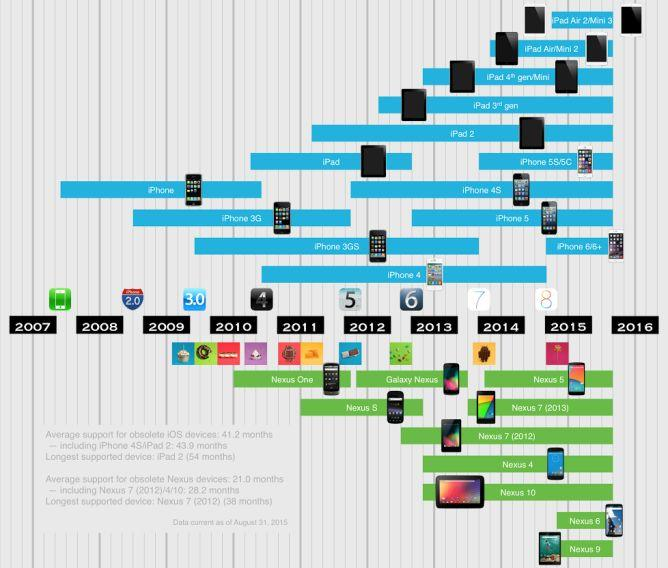 iPad Air 2/Mini 3
iPad Air/Mini 2
iPad 4th gen/Mini
iPad 3rd gen
iPad 2
iPad
iPhone 5S/5C
iPhone
iPhone 4S
iPhone 3G
iPhone 5
iPhone 3GS
iPhone 6/6+
iPhone 4
iPhone
2.0
3.0
4
5
6
7
8
2007
2008
2009
2010
2011
2012
2013
2014
2015
2016
Nexus One
Galaxy Nexus
Nexus 5
Nexus S
Nexus 7 (2013)
Nexus 7 (2012)
Nexus 4
Nexus 10
Nexus 6
Nexus 9
Average support for obsolete iOS devices: 41.2 months
— including iPhone 4S/iPad 2: 43.9 months
Longest supported device: iPad 2 (54 months)
Average support for obsolete Nexus devices: 21.0 months
— including Nexus 7 (2012)/4/10: 28.2 months
Longest supported device: Nexus 7 (2012) (38 months)
Data current as of August 31, 2015